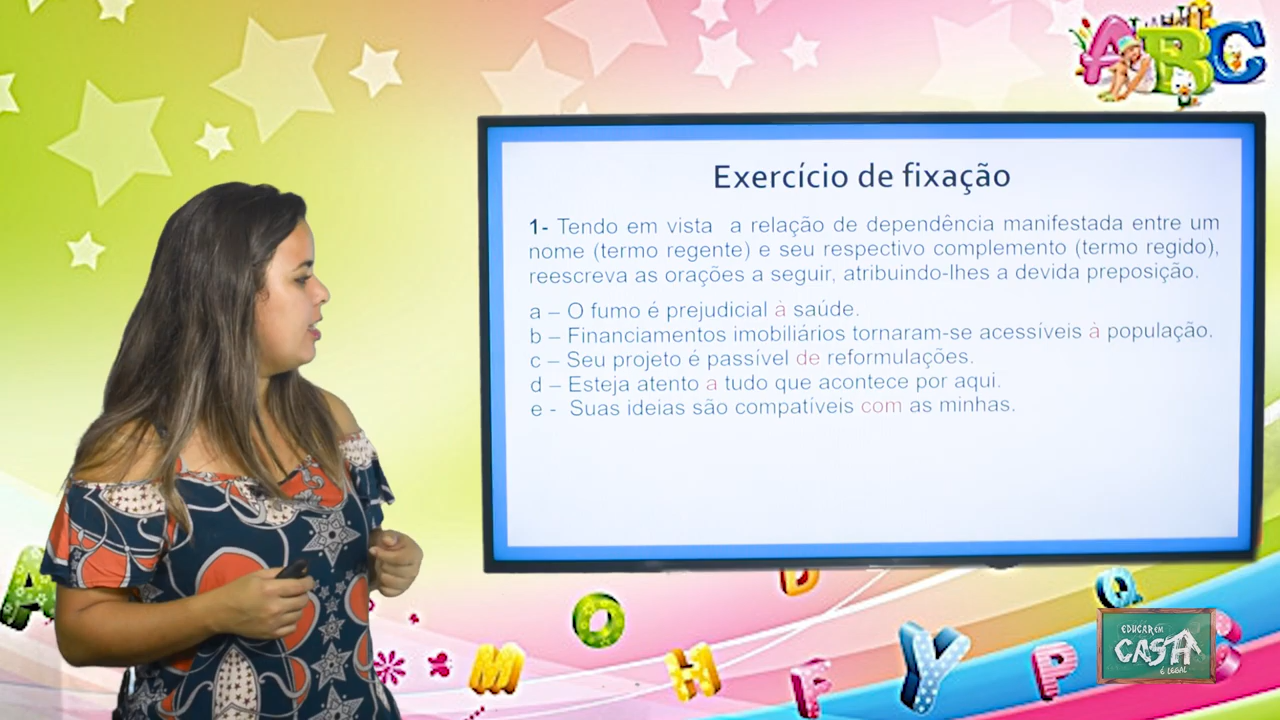 ABC
Exercício de fixação
1- Tendo em vista a relação de dependência manifestada entre um
nome (termo regente) e seu respectivo complemento (termo regido),
reescreva as orações a seguir, atribuindo-lhes a devida preposição.
a – O fumo é prejudicial à saúde.
b – Financiamentos imobiliários tornaram-se acessíveis à população.
c – Seu projeto é passível de reformulações.
d – Esteja atento a tudo que acontece por aqui.
e - Suas ideias são compatíveis com as minhas.
A
D
Q
O
M
H
F
Y
P
EDUCAR EM
CASA
É LEGAL